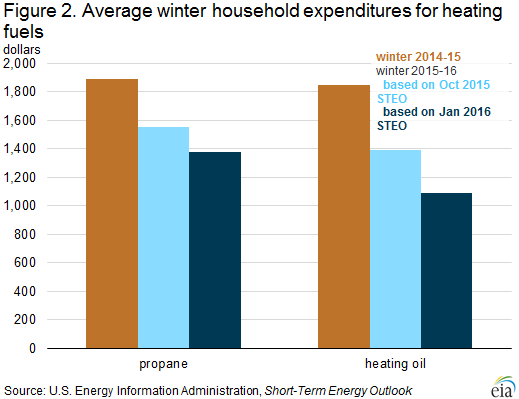 Figure 2. Average winter household expenditures for heating
fuels
dollars
winter 2014-15
winter 2015-16
based on Oct 2015
STEO
based on Jan 2016
STEO
2,000
1,800
1,600
1,400
1,200
1,000
800
600
400
200
0
propane
heating oil
Source: U.S. Energy Information Administration, Short-Term Energy Outlook
eia